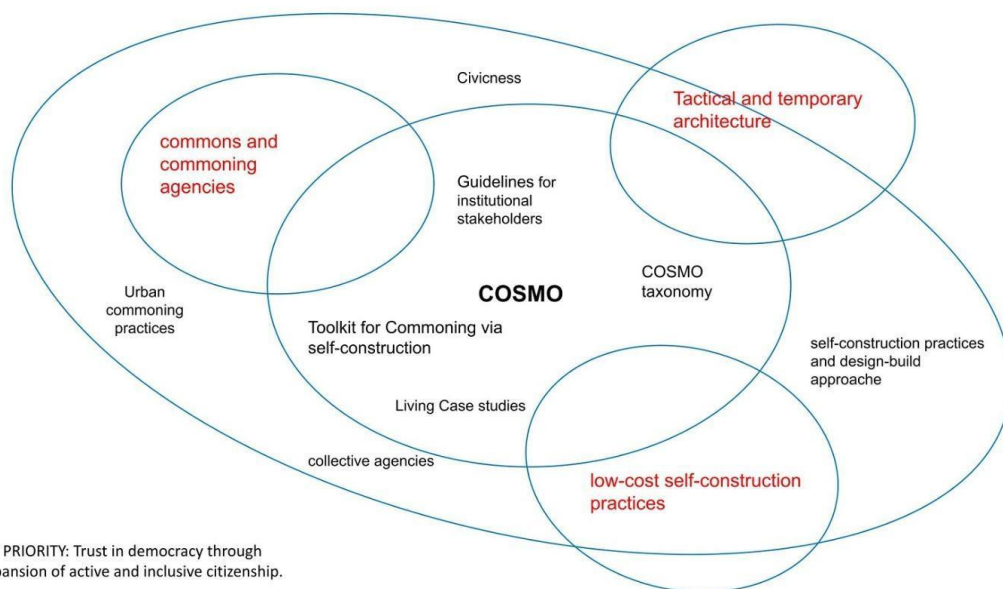 Civicness
Tactical and temporary
architecture
commons and
commoning
agencies
Guidelines for
institutional
stakeholders
COSMO
COSMO
taxonomy
Urban
commoning
practices
Toolkit for Commoning via
self-construction
self-construction practices
and design-build
approache
Living Case studies
collective agencies
low-cost self-construction
practices
PRIORITY: Trust in democracy through
pansion of active and inclusive citizenship.